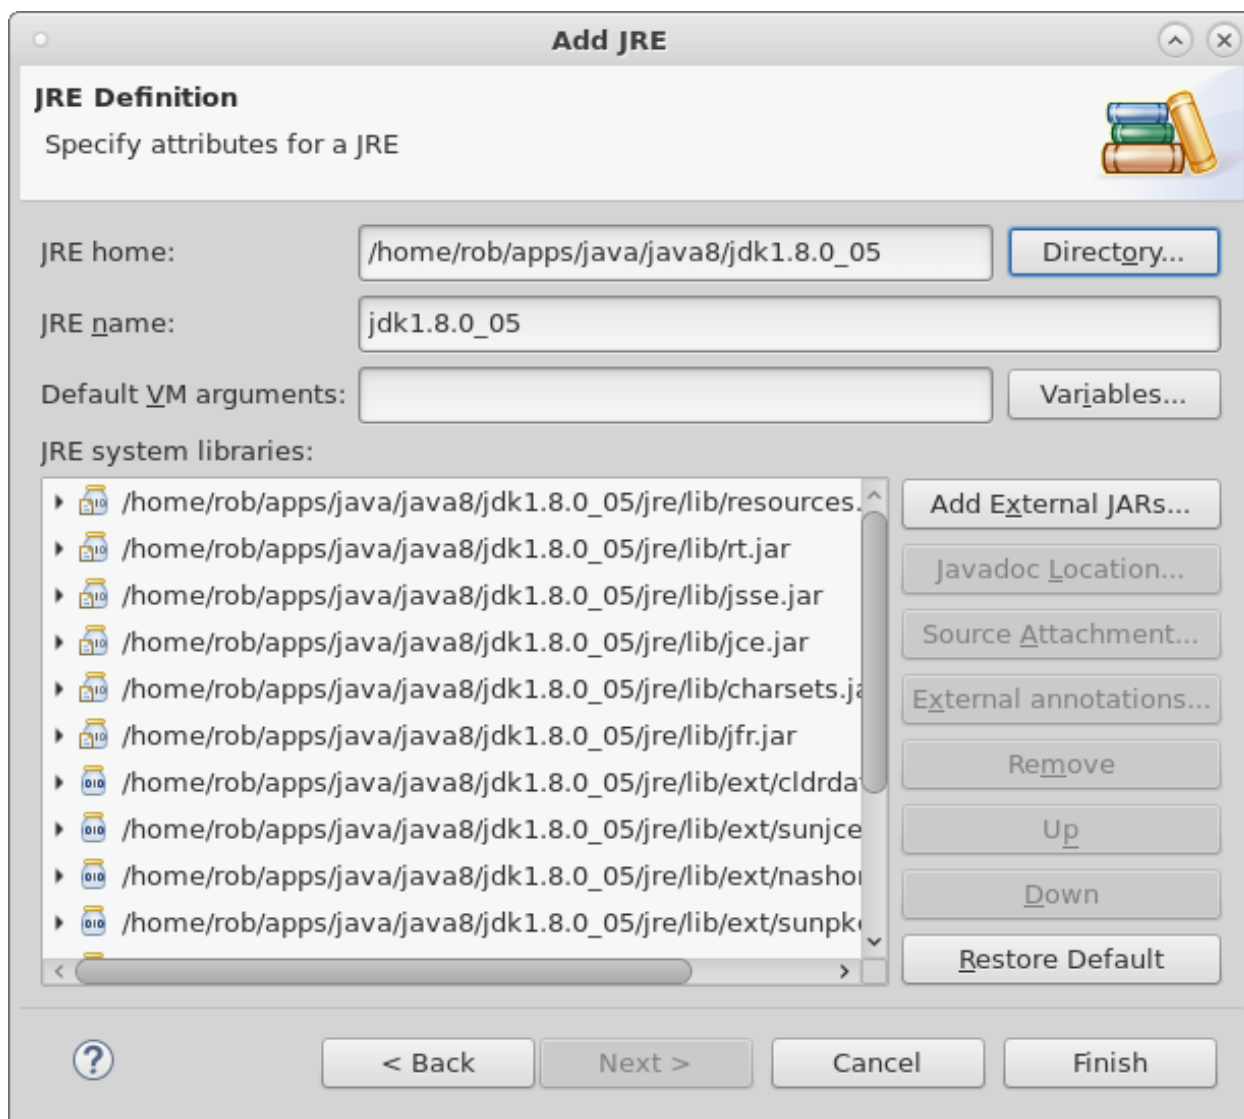 Add JRE
JRE Definition
Specify attributes for a JRE
JRE home: /home/rob/apps/java/java8/jdk1.8.0_05 Directory...
JRE name: jdk1.8.0_05
Default VM arguments: Variables...
JRE system libraries:
/home/rob/apps/java/java8/jdk1.8.0_05/jre/lib/resources.
/home/rob/apps/java/java8/jdk1.8.0_05/jre/lib/rt.jar
/home/rob/apps/java/java8/jdk1.8.0_05/jre/lib/jsse.jar
/home/rob/apps/java/java8/jdk1.8.0_05/jre/lib/jce.jar
/home/rob/apps/java/java8/jdk1.8.0_05/jre/lib/charsets.ja
/home/rob/apps/java/java8/jdk1.8.0_05/jre/lib/jfr.jar
/home/rob/apps/java/java8/jdk1.8.0_05/jre/lib/ext/cldrda
/home/rob/apps/java/java8/jdk1.8.0_05/jre/lib/ext/sunjce
/home/rob/apps/java/java8/jdk1.8.0_05/jre/lib/ext/nashor
/home/rob/apps/java/java8/jdk1.8.0_05/jre/lib/ext/sunpk
Add External JARs...
Javadoc Location...
Source Attachment...
External annotations...
Remove
Up
Down
Restore Default
? < Back Next > Cancel Finish